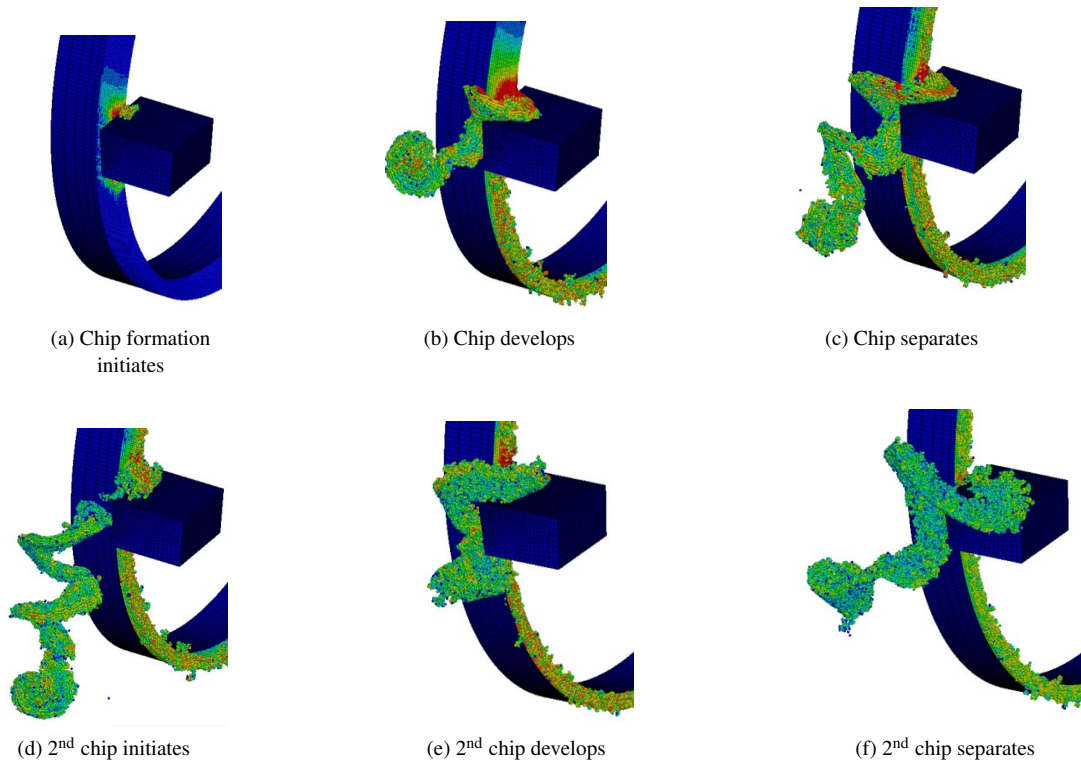 (a) Chip formation
initiates
(b) Chip develops
(c) Chip separates
(d) 2nd chip initiates
(e) 2nd chip develops
(f) 2nd chip separates